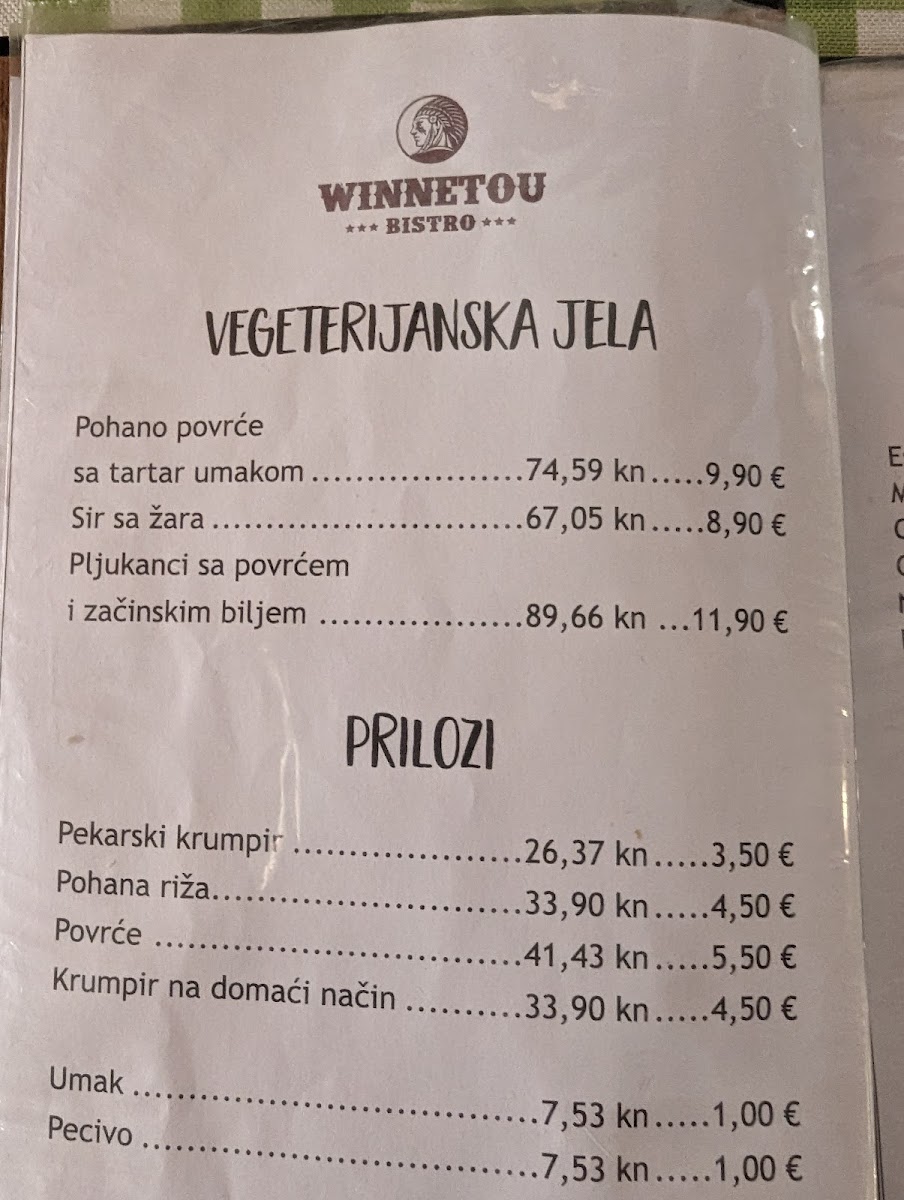 WINNETOU
*** BISTRO ***
VEGETERIJANSKA JELA
Pohano povrće
sa tartar umakom.....................74,59 kn.....9,90 €
Sir sa žara...............................67,05 kn.....8,90 €
Pljukanci sa povrćem
i začinskim biljem ....................89,66 kn ...11,90 €
PRILOZI
Pekarski krumpir .......................26,37 kn.....3,50 €
Pohana riža...............................33,90 kn.....4,50 €
Povrće .....................................41,43 kn.....5,50 €
Krumpir na domaći način ............33,90 kn.....4,50 €
Umak .........................................7,53 kn.....1,00 €
Pecivo ........................................7,53 kn.....1,00 €